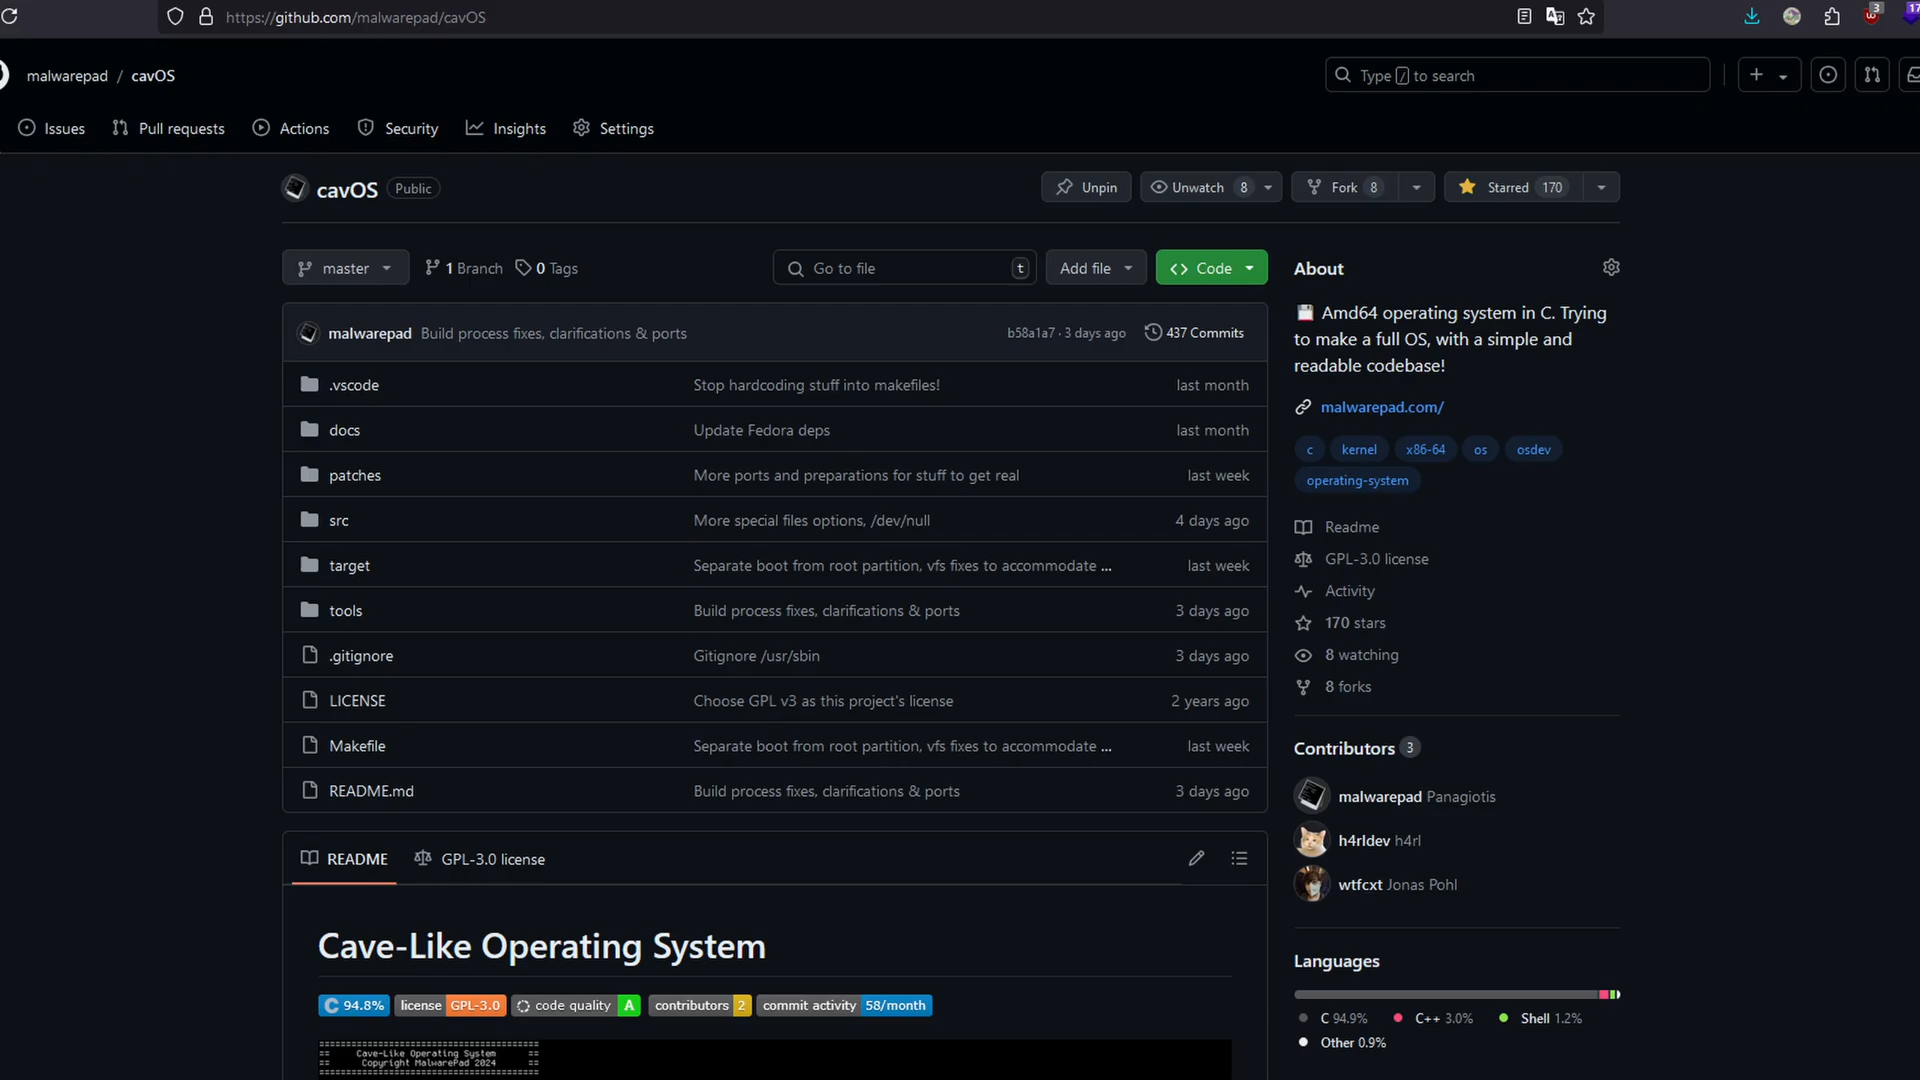 https://github.com/malwarepad/cavOS
3
17
malwarepad / cavOS
Type / to search
Issues
Pull requests
Actions
Security
Insights
Settings
cavOS Public
Unpin
Unwatch 8
Fork 8
Starred 170
master
1 Branch
0 Tags
Go to file t
Add file
Code
malwarepad Build process fixes, clarifications & ports b58a1a7 · 3 days ago 437 Commits
.vscode Stop hardcoding stuff into makefiles! last month
docs Update Fedora deps last month
patches More ports and preparations for stuff to get real last week
src More special files options, /dev/null 4 days ago
target Separate boot from root partition, vfs fixes to accommodate ... last week
tools Build process fixes, clarifications & ports 3 days ago
.gitignore Gitignore /usr/sbin 3 days ago
LICENSE Choose GPL v3 as this project's license 2 years ago
Makefile Separate boot from root partition, vfs fixes to accommodate ... last week
README.md Build process fixes, clarifications & ports 3 days ago
README
GPL-3.0 license
Cave-Like Operating System
C 94.8% license GPL-3.0 code quality A contributors 2 commit activity 58/month
========================================
== Cave-Like Operating System ==
== Copyright MalwarePad 2024 ==
========================================
About
Amd64 operating system in C. Trying
to make a full OS, with a simple and
readable codebase!
malwarepad.com/
c kernel x86-64 os osdev
operating-system
Readme
GPL-3.0 license
Activity
170 stars
8 watching
8 forks
Contributors 3
malwarepad Panagiotis
h4rldev h4rl
wtfcxt Jonas Pohl
Languages
C 94.9% C++ 3.0% Shell 1.2%
Other 0.9%